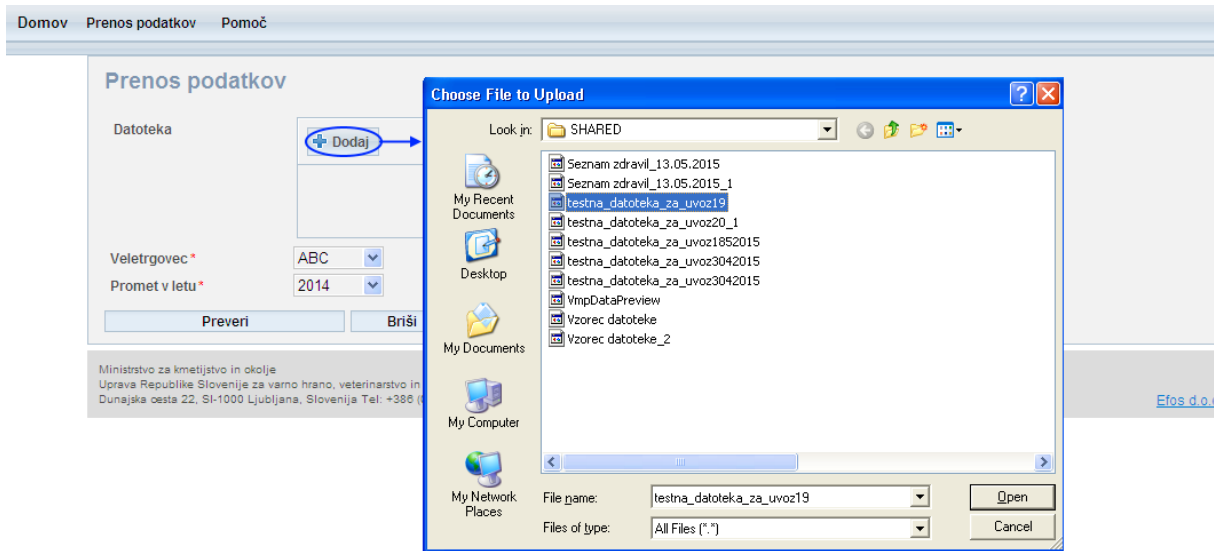 Domov Prenos podatkov Pomoč
Prenos podatkov
Datoteka
Dodaj
Veletrgovec *
ABC
Promet v letu *
2014
Preveri
Briši
Ministrstvo za kmetijstvo in okolje
Uprava Republike Slovenije za varno hrano, veterinarstvo in
Dunajska cesta 22, SI-1000 Ljubljana, Slovenija Tel: +386 (
Efos d.o.
Choose File to Upload
Look in: SHARED
My Recent
Documents
Desktop
My Documents
My Computer
My Network
Places
Seznam zdravil_13.05.2015
Seznam zdravil_13.05.2015_1
testna_datoteka_za_uvoz19
testna_datoteka_za_uvoz20_1
testna_datoteka_za_uvoz1852015
testna_datoteka_za_uvoz3042015
testna_datoteka_za_uvoz3042015
VmpDataPreview
Vzorec datoteke
Vzorec datoteke_2
File name: testna_datoteka_za_uvoz19
Open
Files of type: All Files (*.*)
Cancel